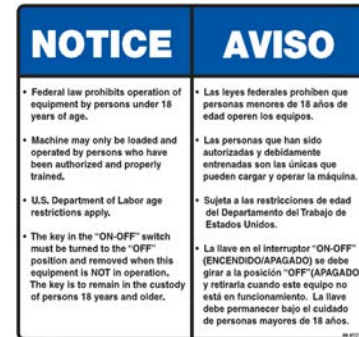 NOTICE
• Federal law prohibits operation of
equipment by persons under 18
years of age.
• Machine may only be loaded and
operated by persons who have
been authorized and properly
trained.
• U.S. Department of Labor age
restrictions apply.
• The key in the "ON-OFF" switch
must be turned to the "OFF"
position and removed when this
equipment is NOT in operation.
The key is to remain in the custody
of persons 18 years and older.
AVISO
• Las leyes federales prohíben que
personas menores de 18 años de
edad operen los equipos.
• Las personas que han sido
autorizadas y debidamente
entrenadas son las únicas que
pueden cargar y operar la máquina.
• Sujeta a las restricciones de edad
del Departamento del Trabajo de
Estados Unidos.
• La llave en el interruptor "ON-OFF"
(ENCENDIDO/APAGADO) se debe
girar a la posición "OFF"(APAGADO
y retirarla cuando este equipo no
está en funcionamiento. La llave
debe permanecer bajo el cuidado
de personas mayores de 18 años.